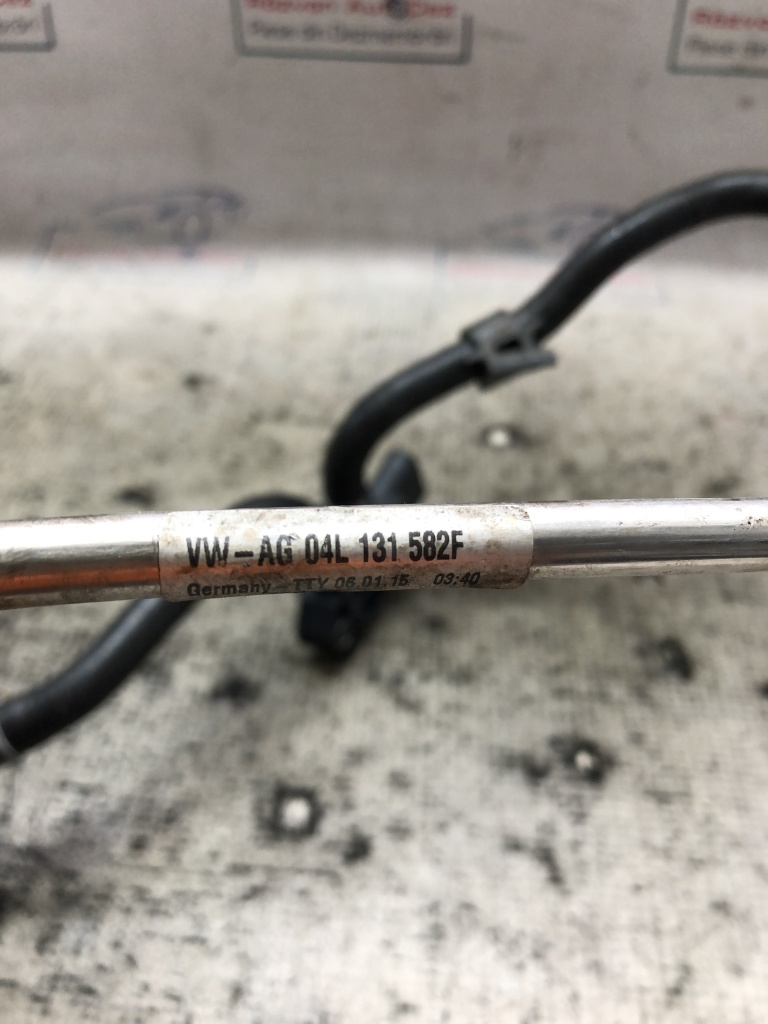 VW-AG 04L 131 582F
Germany TTY 06.01.15 03:40